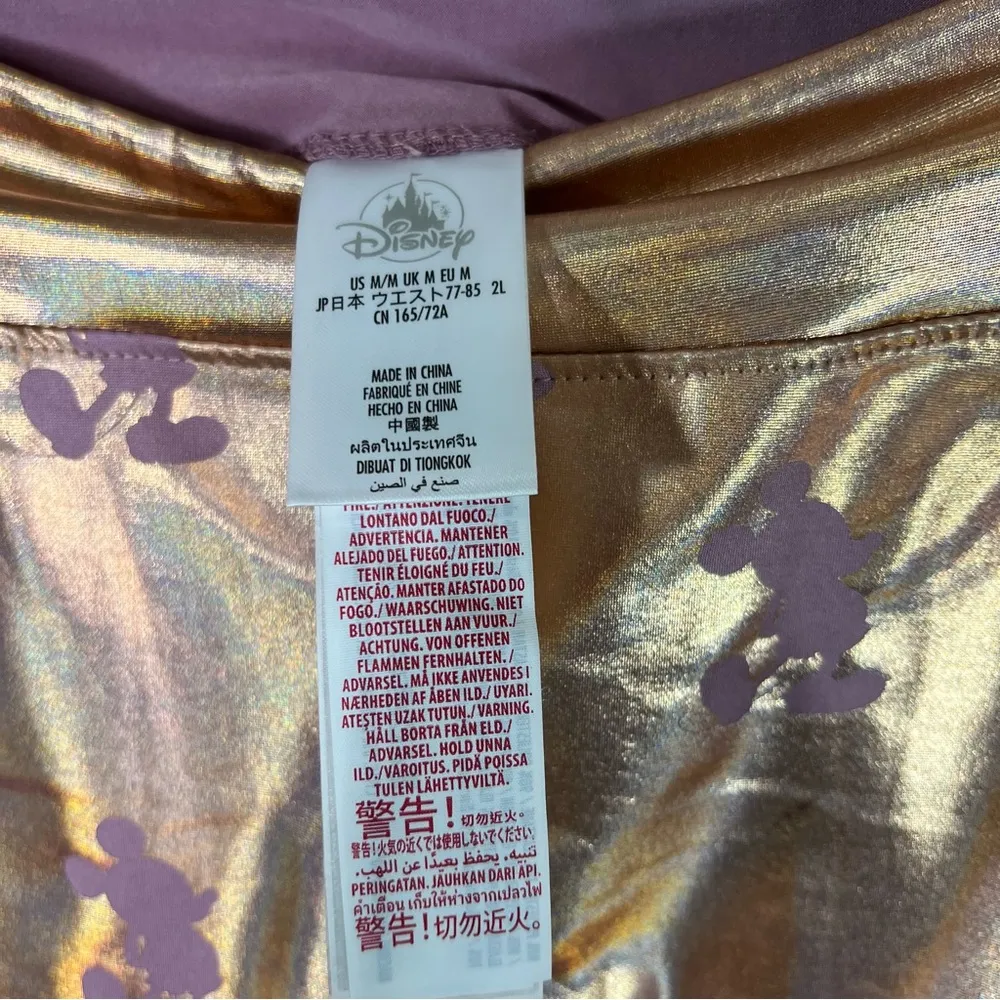 DISNEY
US M/M UK M EU M
JP日本 ウエスト77-85 2L
CN 165/72A
MADE IN CHINA
FABRIQUÉ EN CHINE
HECHO EN CHINA
中國製
ผลิตในประเทศจีน
DIBUAT DI TIONGKOK
صنع في الصين
FIRE./ ATTENZIONE. TENERE
LONTANO DAL FUOCO./
ADVERTENCIA. MANTENER
ALEJADO DEL FUEGO./ ATTENTION.
TENIR ÉLOIGNÉ DU FEU./
ATENÇÃO. MANTER AFASTADO DO
FOGO./ WAARSCHUWING. NIET
BLOOTSTELLEN AAN VUUR./
ACHTUNG. VON OFFENEN
FLAMMEN FERNHALTEN. /
ADVARSEL. MÅ IKKE ANVENDES I
NÆRHEDEN AF ÅBEN ILD./ UYARI.
ATEŞTEN UZAK TUTUN./ VARNING.
HÅLL BORTA FRÅN ELD./
ADVARSEL. HOLD UNNA
ILD./VAROITUS. PIDÄ POISSA
TULEN LÄHETTYVILTÄ.
警告! 切勿近火。
警告!火気の近くでは使用しないでください。
تنبيه. يحفظ بعيدًا عن اللهب.
PERINGATAN. JAUHKAN DARI API.
คำเตือน เก็บให้ห่างจากเปลวไฟ
警告!切勿近火。